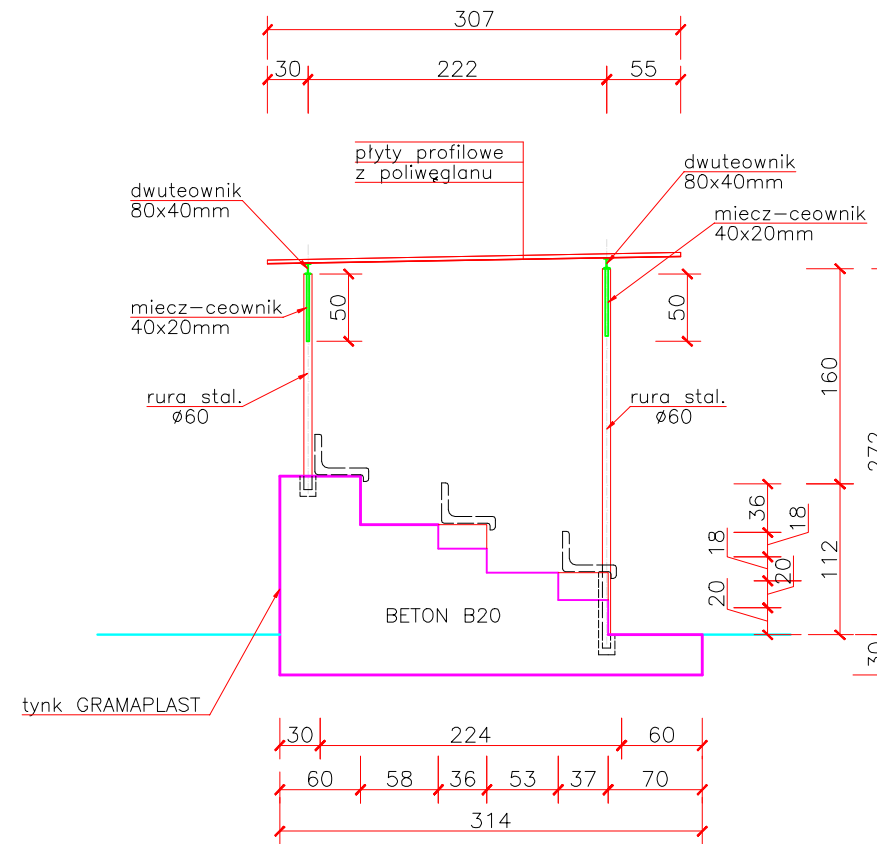 307
30
222
55
płyty profilowe
z poliwęglanu
dwuteownik
80x40mm
dwuteownik
80x40mm
miecz-ceownik
40x20mm
miecz-ceownik
40x20mm
50
50
160
rura stal.
ø60
rura stal.
ø60
36
18
18
20
20
112
BETON B20
tynk GRAMAPLAST
30
224
60
60
58
36
53
37
70
314